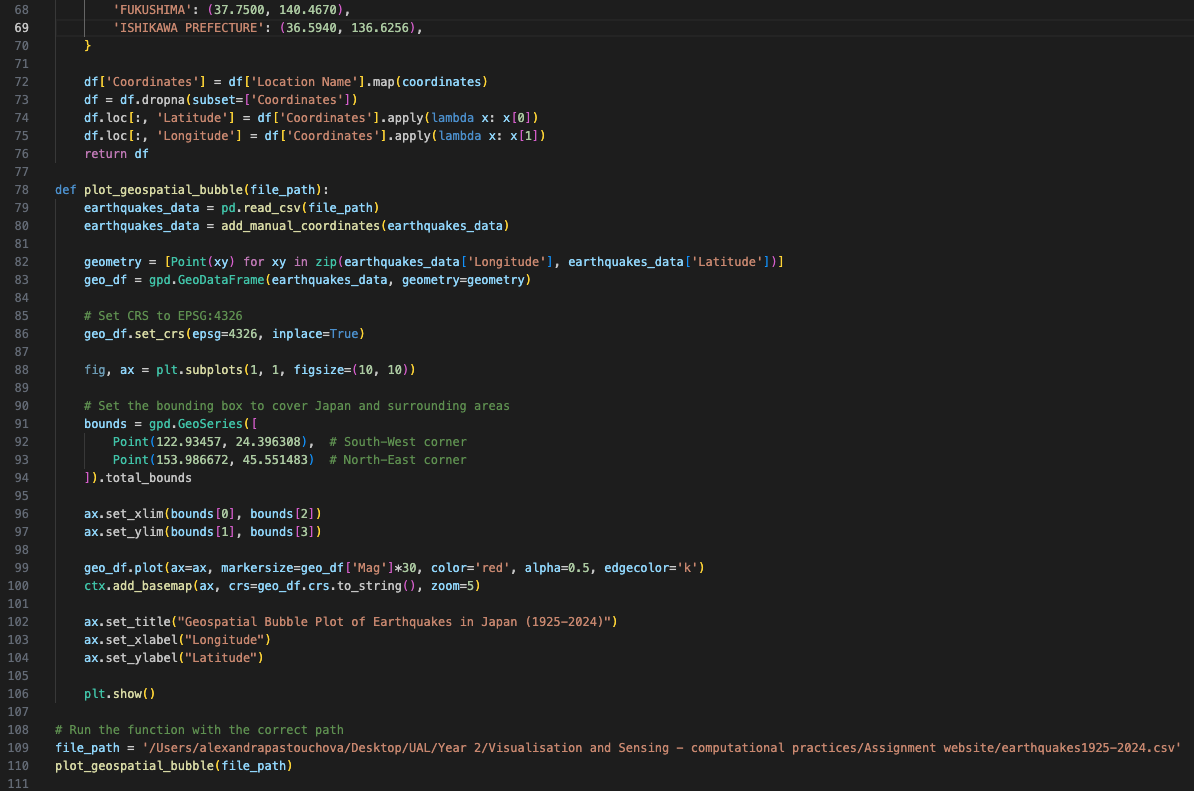 68 'FUKUSHIMA': (37.7500, 140.4670),
69 'ISHIKAWA PREFECTURE': (36.5940, 136.6256),
70 }
71
72 df['Coordinates'] = df['Location Name'].map(coordinates)
73 df = df.dropna(subset=['Coordinates'])
74 df.loc[:, 'Latitude'] = df['Coordinates'].apply(lambda x: x[0])
75 df.loc[:, 'Longitude'] = df['Coordinates'].apply(lambda x: x[1])
76 return df
77
78 def plot_geospatial_bubble(file_path):
79 earthquakes_data = pd.read_csv(file_path)
80 earthquakes_data = add_manual_coordinates(earthquakes_data)
81
82 geometry = [Point(xy) for xy in zip(earthquakes_data['Longitude'], earthquakes_data['Latitude'])]
83 geo_df = gpd.GeoDataFrame(earthquakes_data, geometry=geometry)
84
85 # Set CRS to EPSG:4326
86 geo_df.set_crs(epsg=4326, inplace=True)
87
88 fig, ax = plt.subplots(1, 1, figsize=(10, 10))
89
90 # Set the bounding box to cover Japan and surrounding areas
91 bounds = gpd.GeoSeries([
92 Point(122.93457, 24.396308), # South-West corner
93 Point(153.986672, 45.551483) # North-East corner
94 ]).total_bounds
95
96 ax.set_xlim(bounds[0], bounds[2])
97 ax.set_ylim(bounds[1], bounds[3])
98
99 geo_df.plot(ax=ax, markersize=geo_df['Mag']*30, color='red', alpha=0.5, edgecolor='k')
100 ctx.add_basemap(ax, crs=geo_df.crs.to_string(), zoom=5)
101
102 ax.set_title("Geospatial Bubble Plot of Earthquakes in Japan (1925-2024)")
103 ax.set_xlabel("Longitude")
104 ax.set_ylabel("Latitude")
105
106 plt.show()
107
108 # Run the function with the correct path
109 file_path = '/Users/alexandrapastouchova/Desktop/UAL/Year 2/Visualisation and Sensing - computational practices/Assignment website/earthquakes1925-2024.csv'
110 plot_geospatial_bubble(file_path)
111